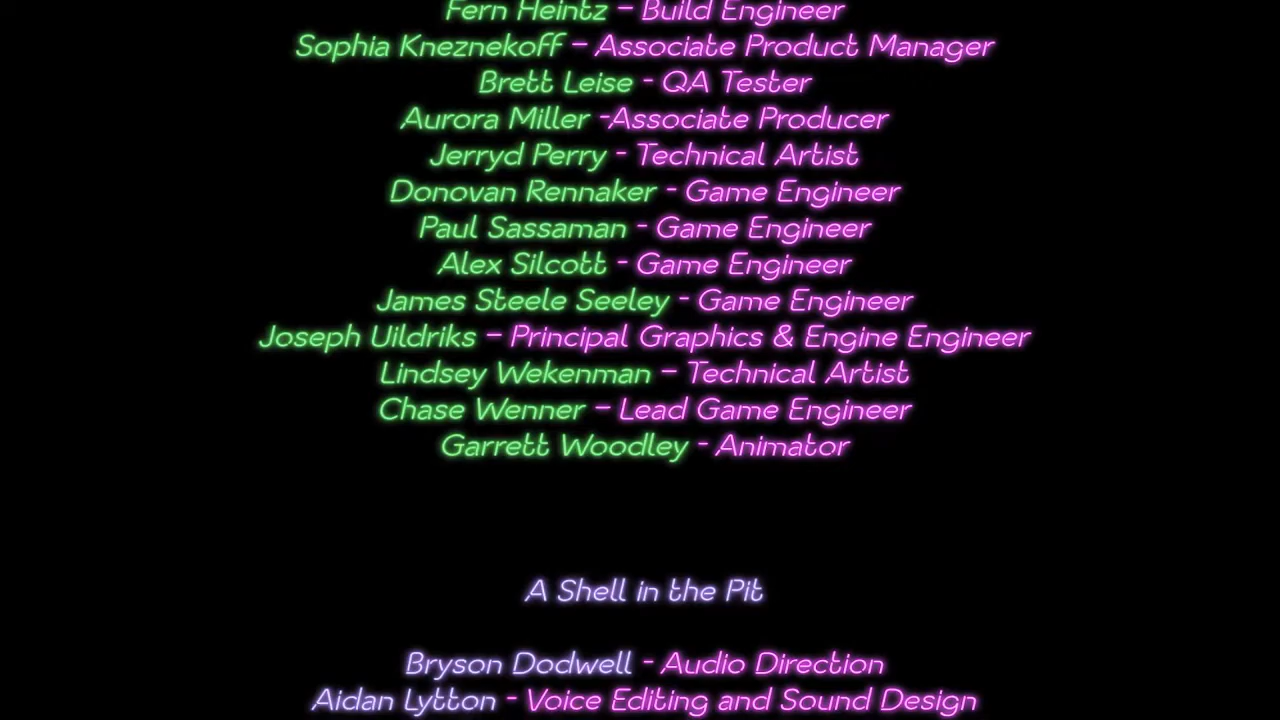 Fern Heintz – Build Engineer
Sophia Kneznekoff – Associate Product Manager
Brett Leise - QA Tester
Aurora Miller -Associate Producer
Jerryd Perry - Technical Artist
Donovan Rennaker - Game Engineer
Paul Sassaman - Game Engineer
Alex Silcott - Game Engineer
James Steele Seeley - Game Engineer
Joseph Uildriks – Principal Graphics & Engine Engineer
Lindsey Wekenman – Technical Artist
Chase Wenner – Lead Game Engineer
Garrett Woodley - Animator
A Shell in the Pit
Bryson Dodwell - Audio Direction
Aidan Lytton - Voice Editing and Sound Design